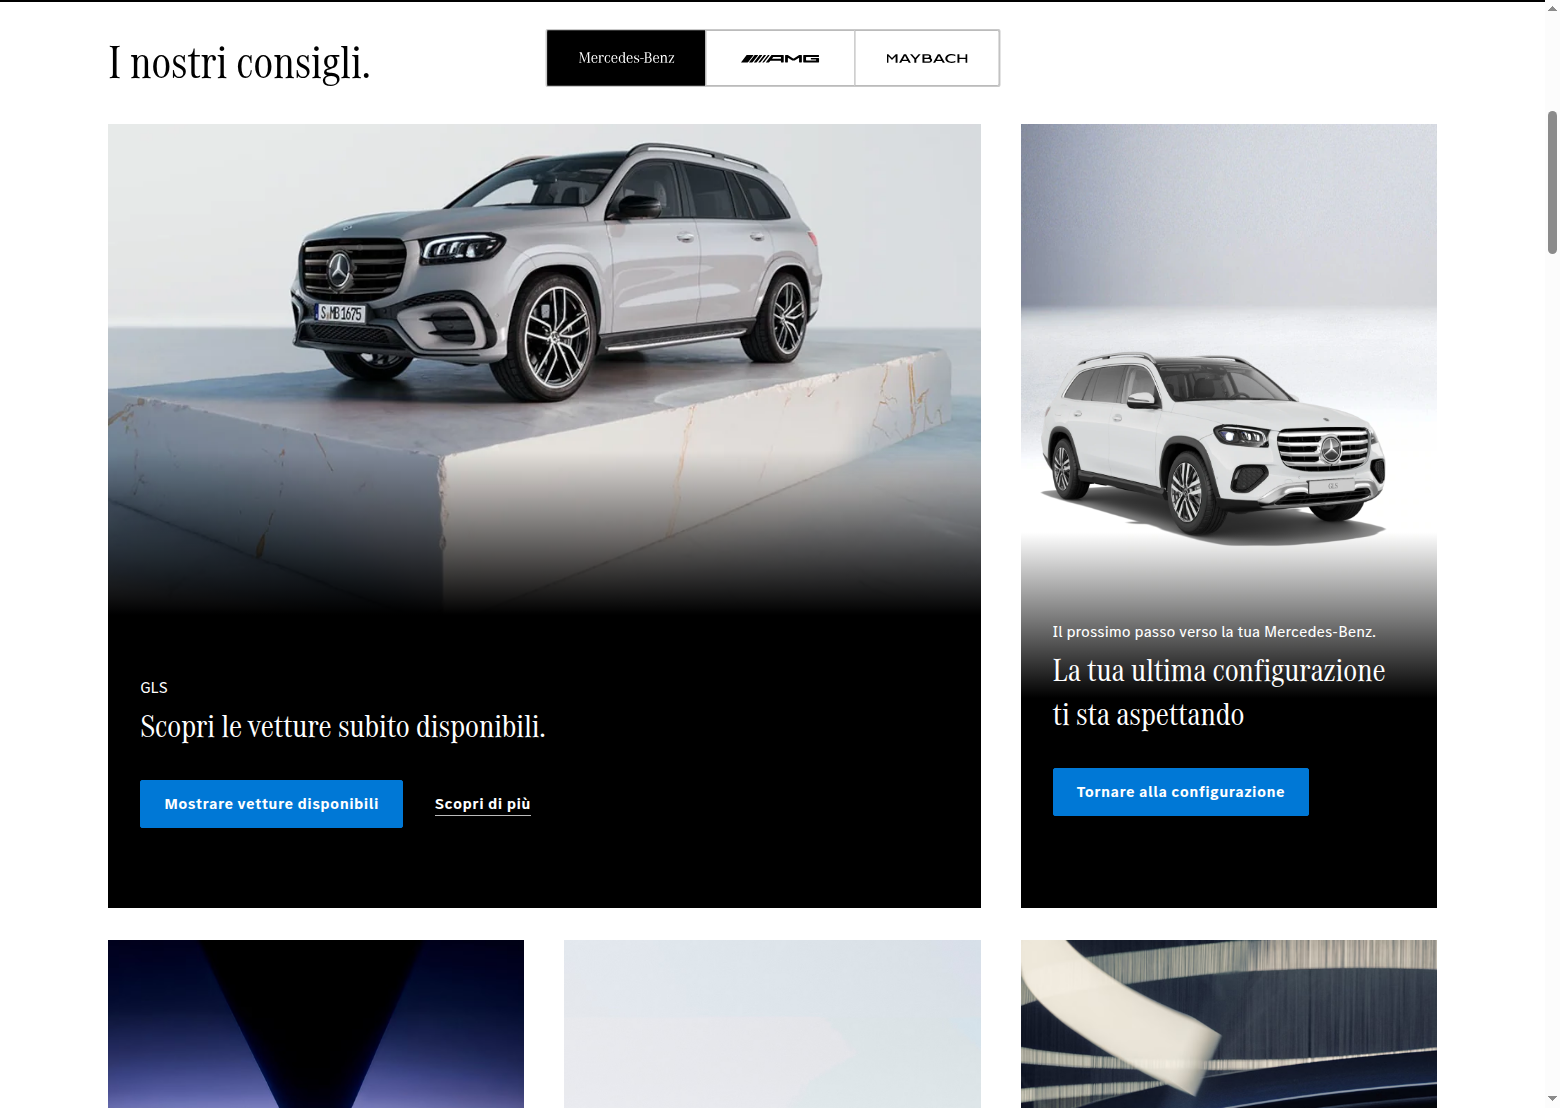 I nostri consigli.
Mercedes-Benz
AMG
MAYBACH
S MB 1675
GLS
GLS
Scopri le vetture subito disponibili.
Mostrare vetture disponibili
Scopri di più
Il prossimo passo verso la tua Mercedes-Benz.
La tua ultima configurazione
ti sta aspettando
Tornare alla configurazione